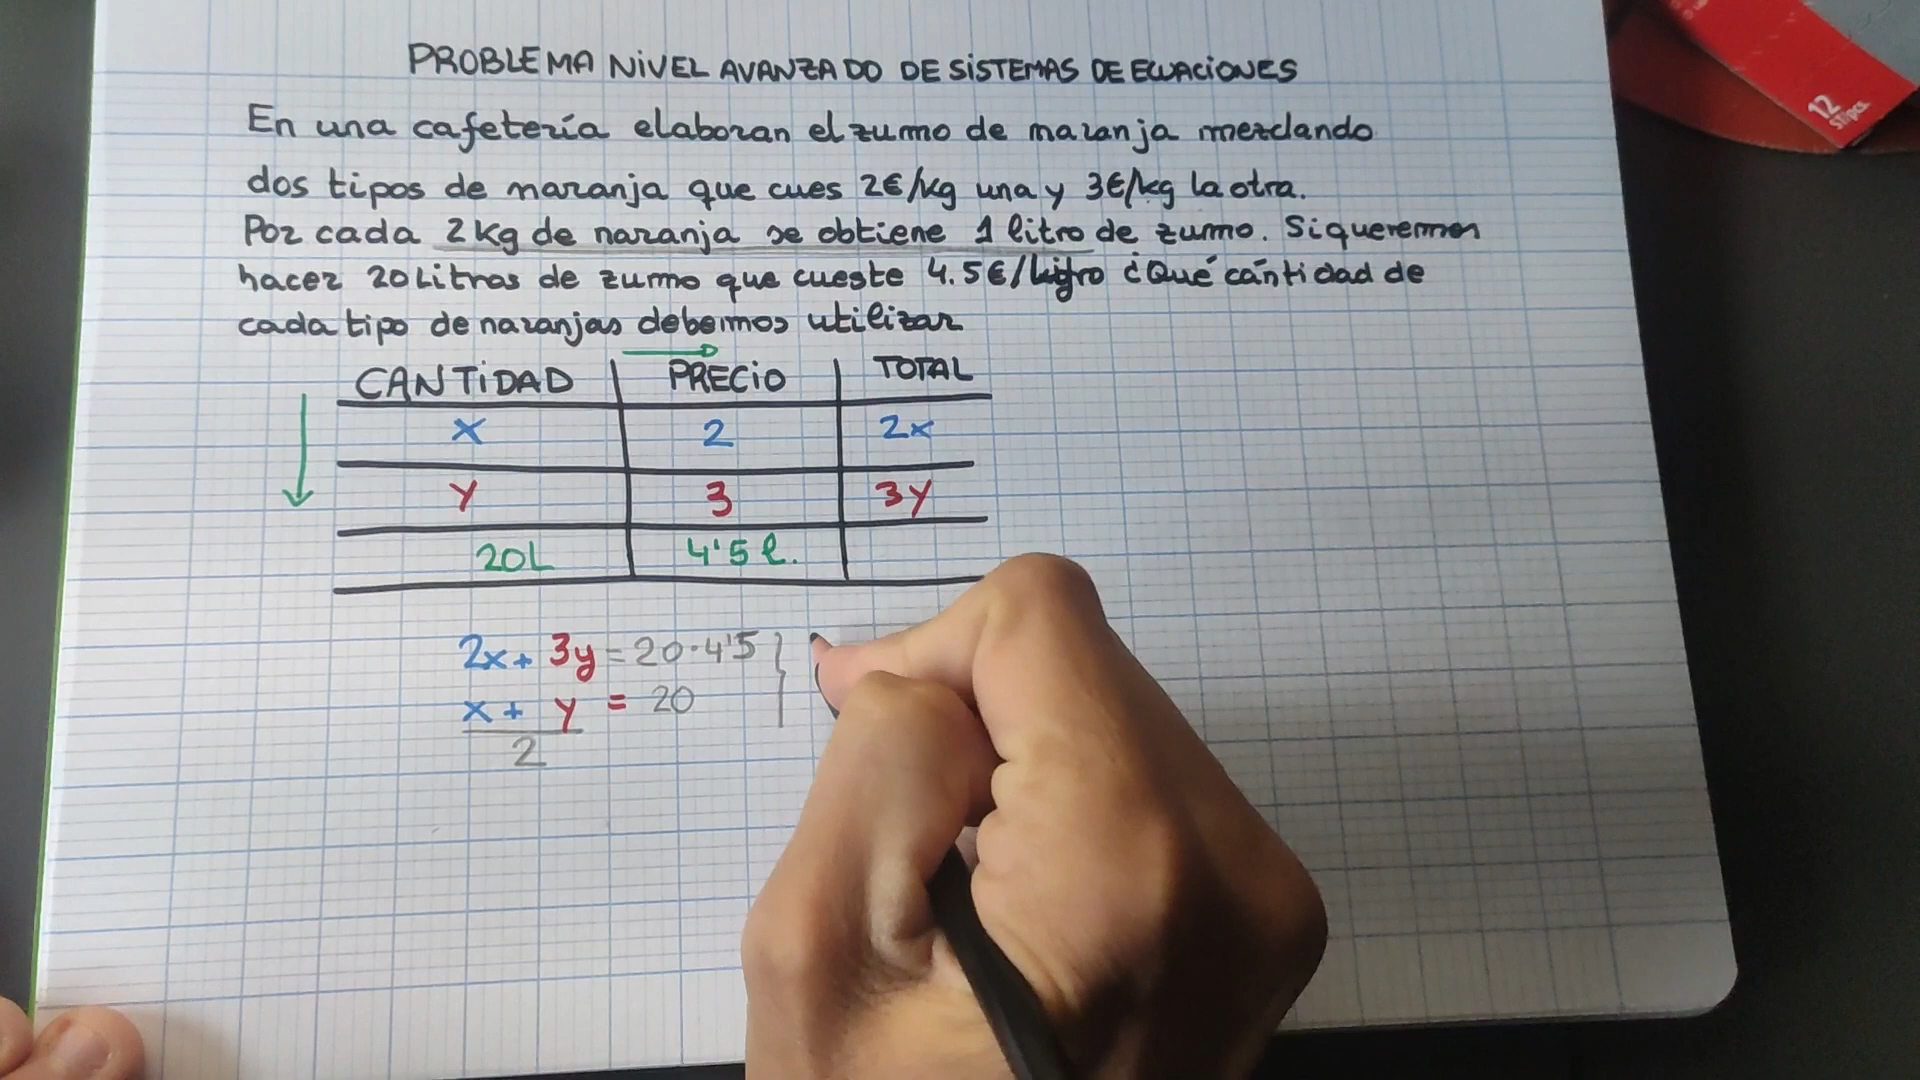 PROBLEMA NIVEL AVANZADO DE SISTEMAS DE ECUACIONES
En una cafetería elaboran el zumo de naranja mezclando
dos tipos de naranja que cues 2€/kg una y 3€/kg la otra.
Por cada 2kg de naranja se obtiene 1 litro de zumo. Si queremos
hacer 20 Litros de zumo que cueste 4.5€/ ¿Qué cantidad de
cada tipo de naranjas debemos utilizar
CANTIDAD PRECIO TOTAL
x 2 2x
y 3 3y
20L 4'5 l.
2x + 3y = 20·4'5
x + y = 20
2
12
STÜPCS